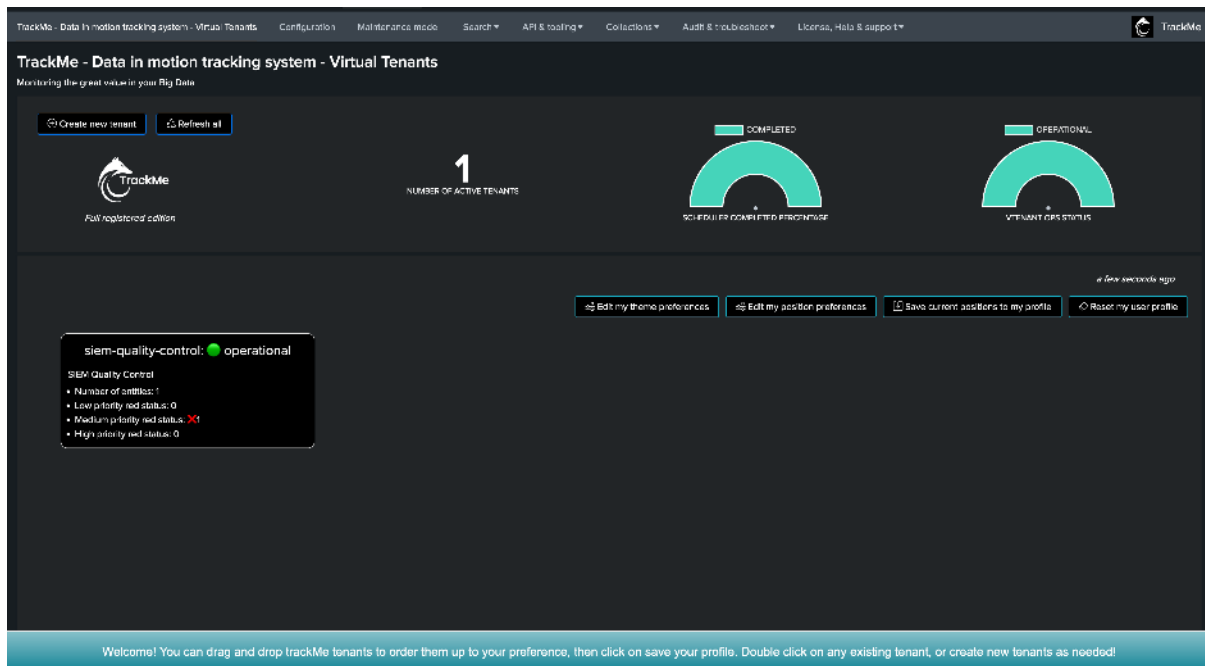 TrackMe - Data in motion tracking system - Virtual Tenants Configuration Maintenance mode Search API & tooling Collections Audit & troubleshoot License, Help & support TrackMe
TrackMe - Data in motion tracking system - Virtual Tenants
Monitoring the great value in your Big Data
Create new tenant Refresh all
COMPLETED OPERATIONAL
TrackMe
1
NUMBER OF ACTIVE TENANTS
Full registered edition
SCHEDULER COMPLETED PERCENTAGE VTENANT OPS STATUS
a few seconds ago
Edit my theme preferences Edit my position preferences Save current positions to my profile Reset my user profile
siem-quality-control: operational
SIEM Quality Control
• Number of entities: 1
• Low priority red status: 0
• Medium priority red status: ❌1
• High priority red status: 0
Welcome! You can drag and drop trackMe tenants to order them up to your preference, then click on save your profile. Double click on any existing tenant, or create new tenants as needed!